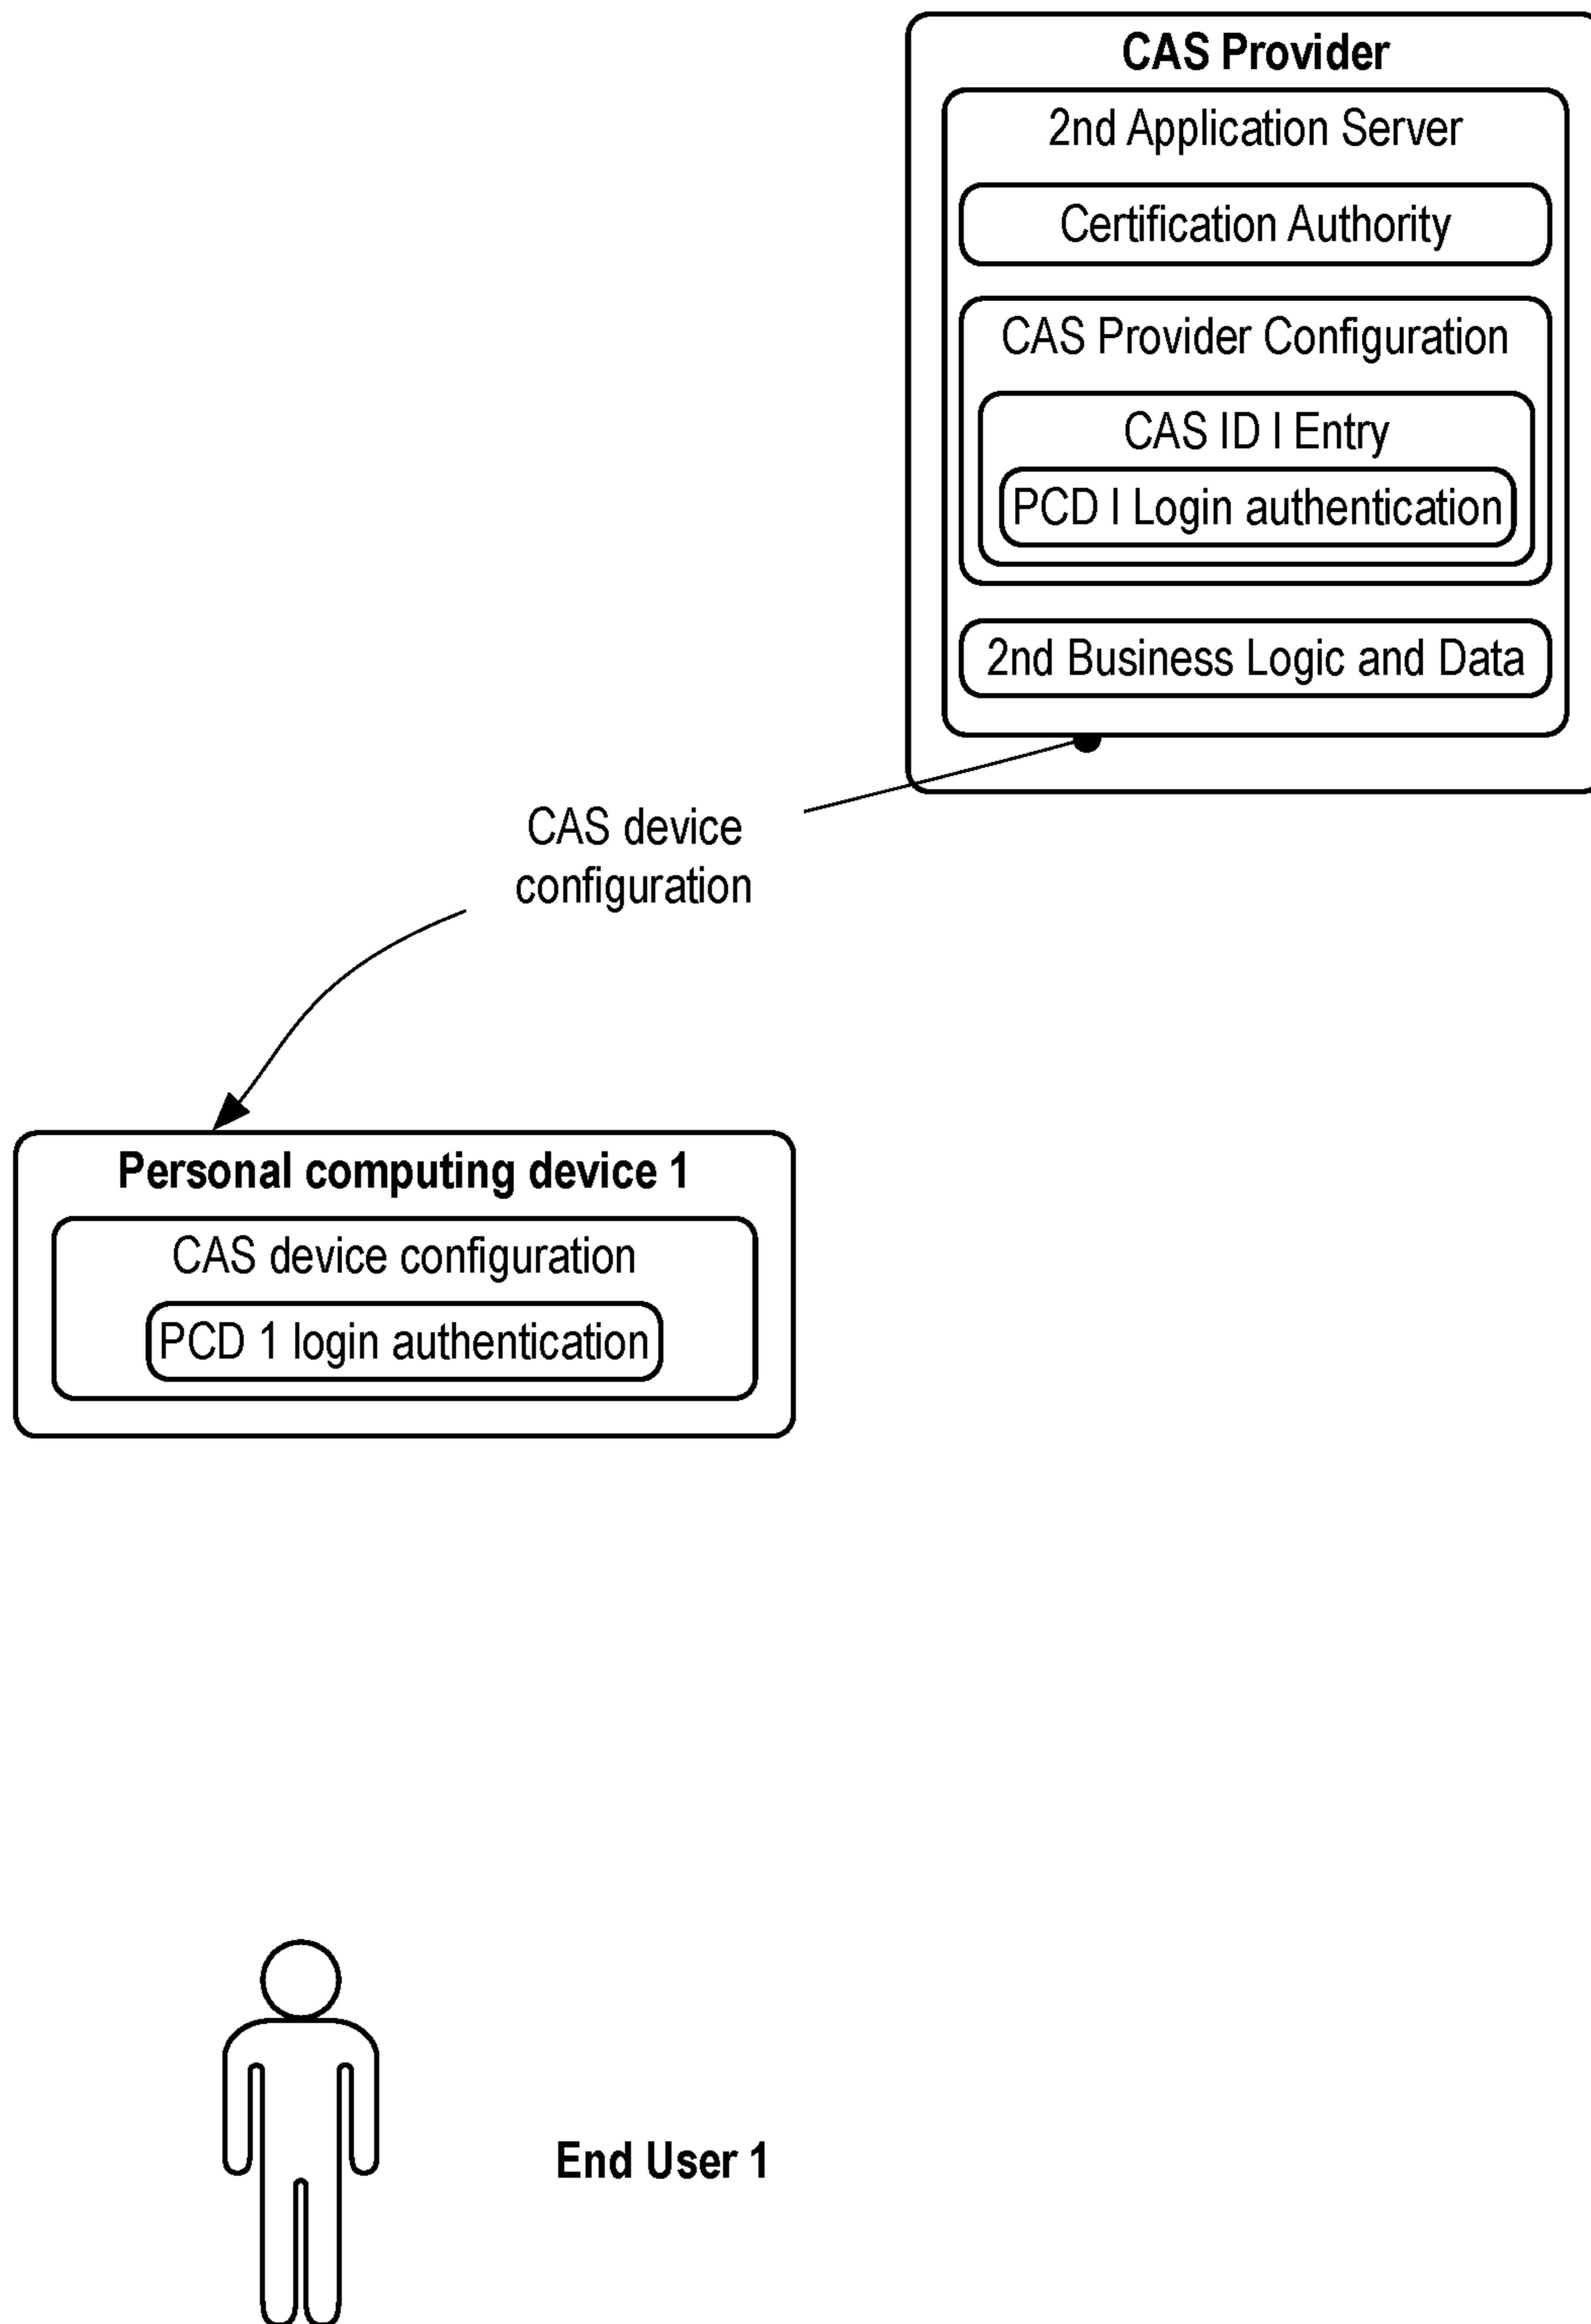 CAS Provider
2nd Application Server
Certification Authority
CAS Provider Configuration
CAS ID I Entry
PCD I Login authentication
2nd Business Logic and Data
CAS device
configuration
Personal computing device 1
CAS device configuration
PCD 1 login authentication
End User 1